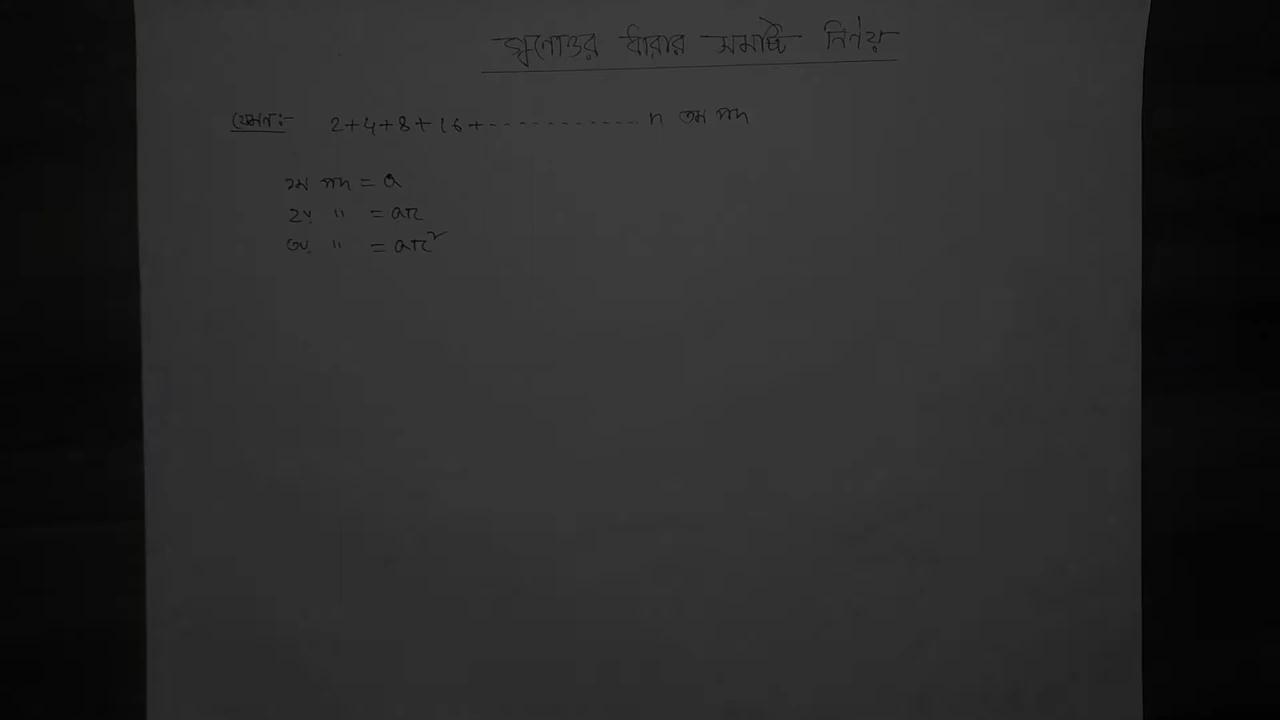 গুনোত্তর ধারার সমষ্টি নির্ণয়
যেমনঃ- 2+4+8+16+------------ n তম পদ
১ম পদ = a
২য় " = ar
৩য় " = ar²